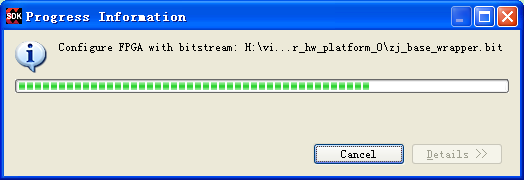 SDK Progress Information
Configure FPGA with bitstream: H:\vi...r_hw_platform_0\zj_base_wrapper.bit
Cancel
Details >>